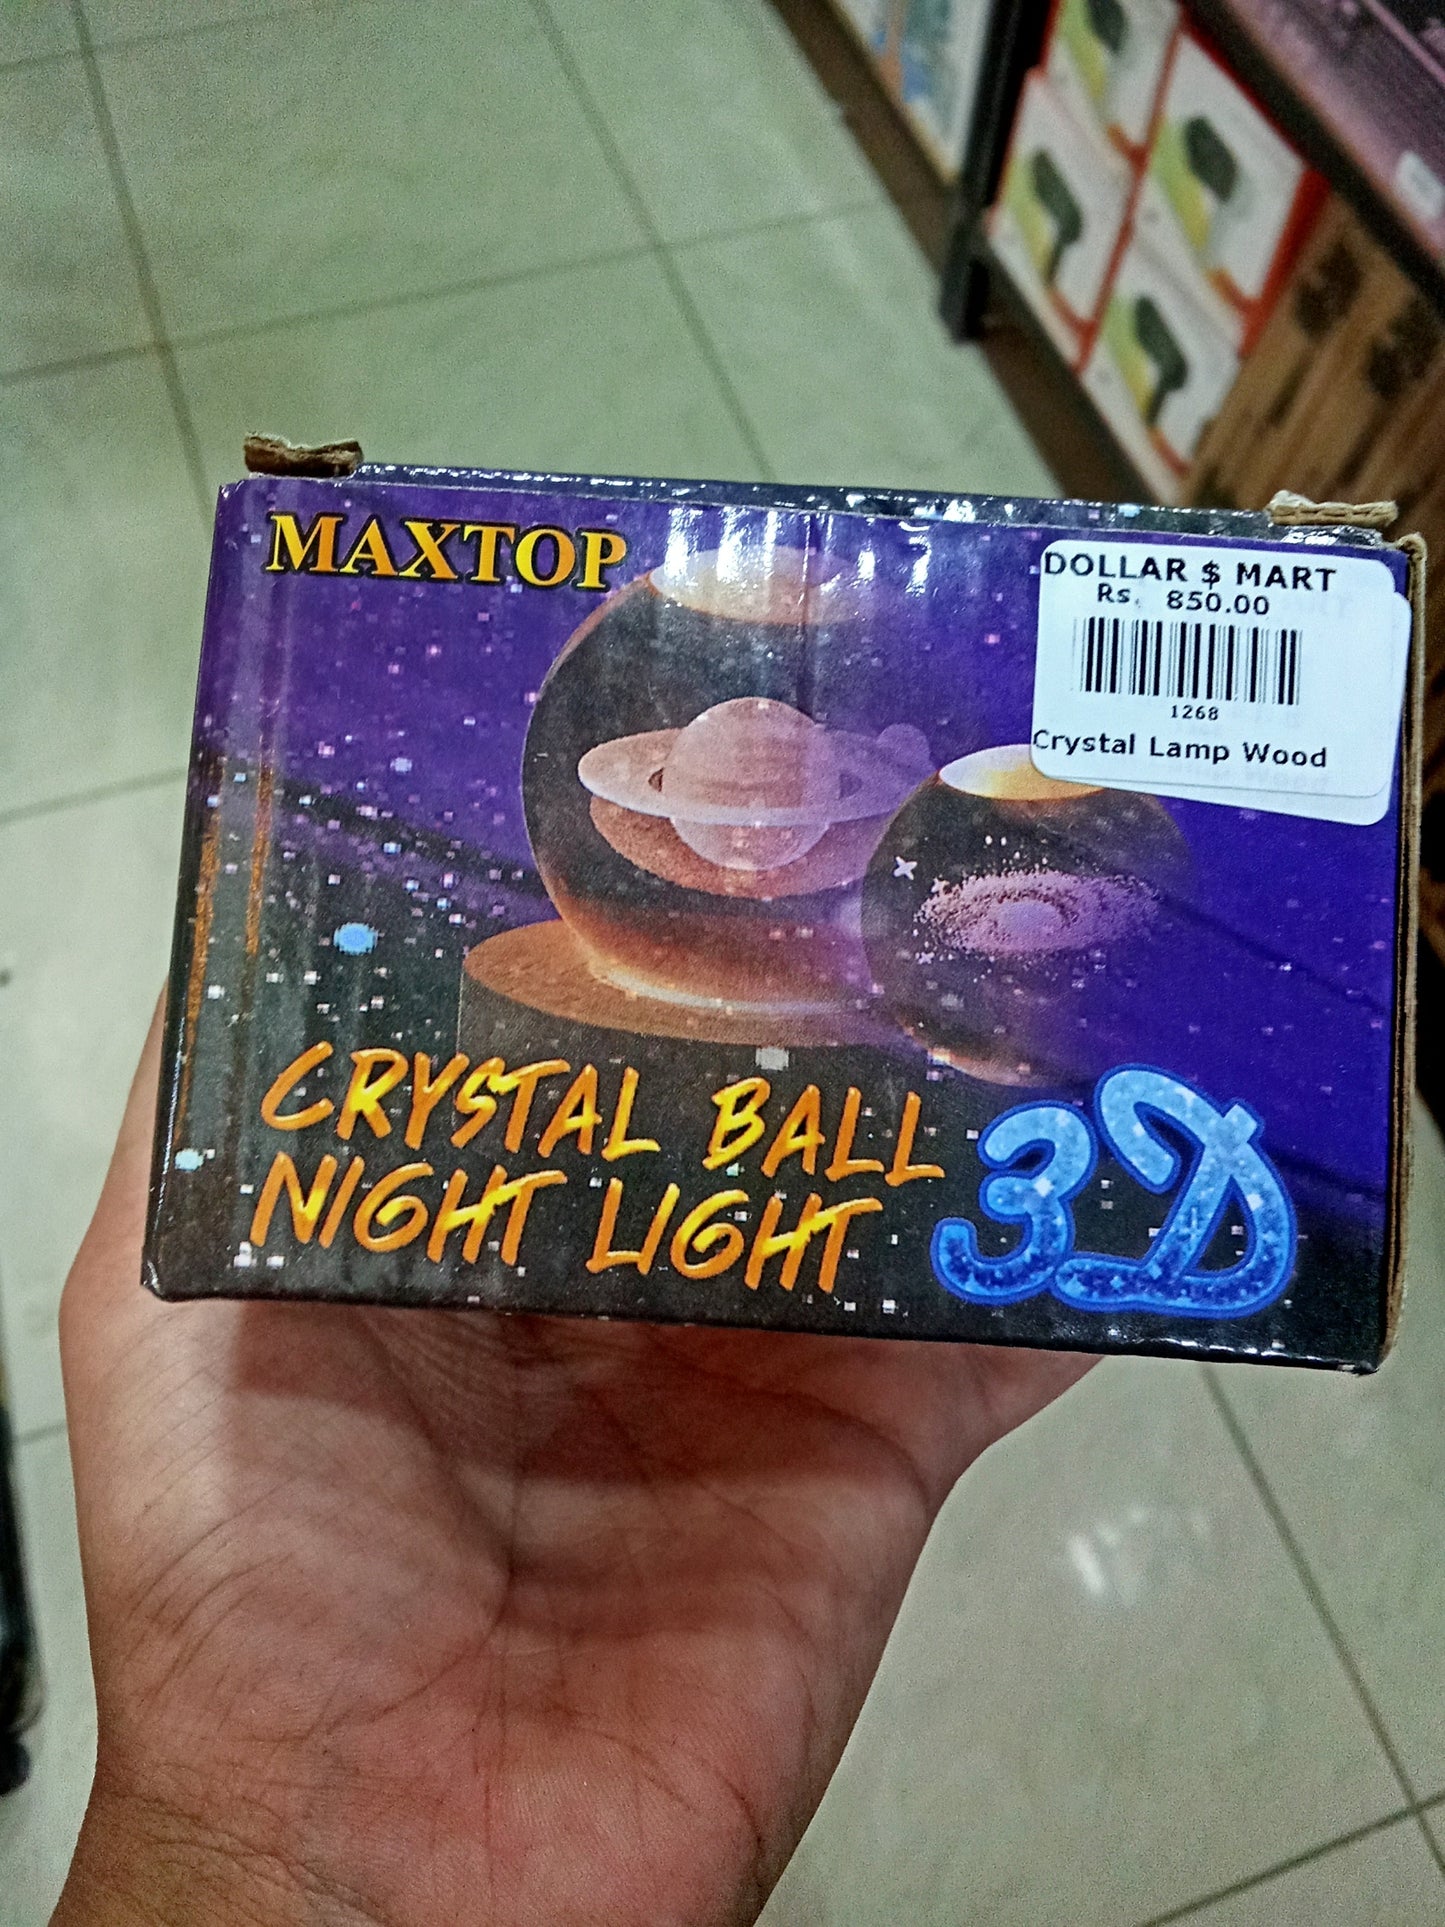 MAXTOP
DOLLAR $ MART
Rs. 850.00
1268
Crystal Lamp Wood
CRYSTAL BALL
NIGHT LIGHT
3D